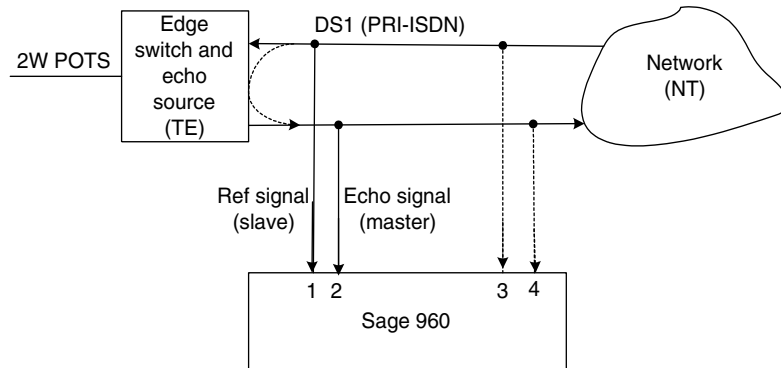 DS1 (PRI-ISDN)
Edge
switch and
echo
source
(TE)
2W POTS
Network
(NT)
Ref signal
(slave)
Echo signal
(master)
1 2 3 4
Sage 960